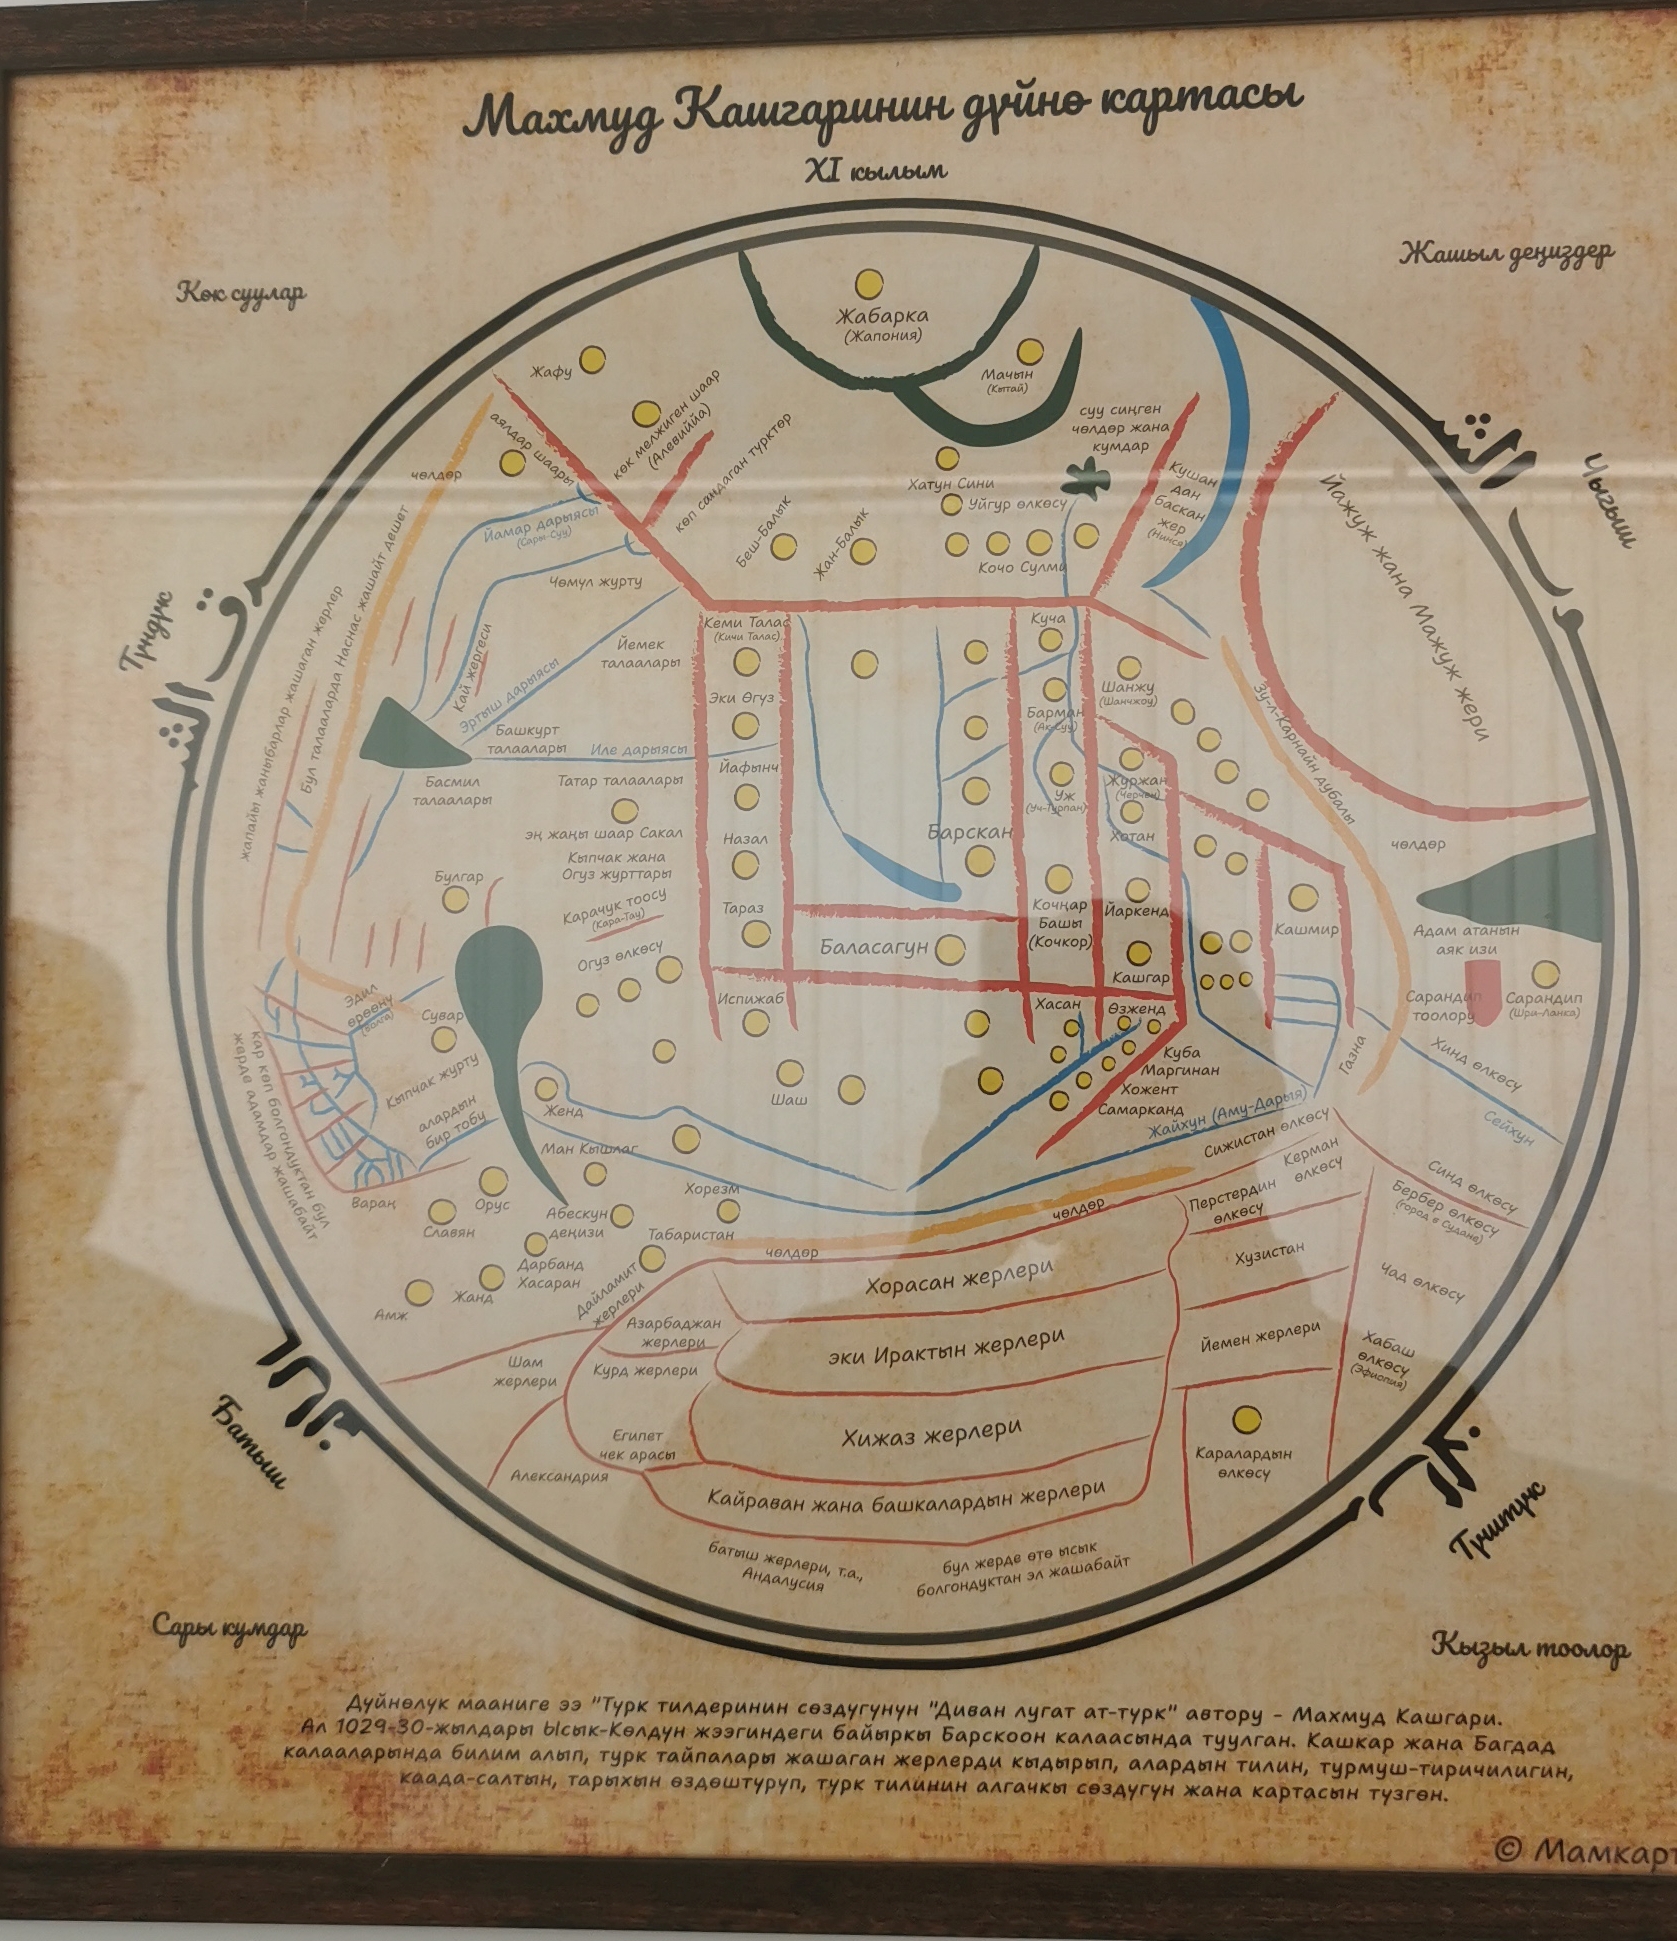 Махмуд Кашгаринин дүйнө картасы
XI кылым
Көк суулар
Жашыл деңиздер
Түндүк
Чыгыш
Жабарка
(Жапония)
Жафу
Мачын
(Кытай)
көк мелжиген шаар
(Алевиййа)
аялдар шаары
көп сандаган түрктөр
суу сиңген
чөлдөр жана
кумдар
чөлдөр
Хатун Сини
Уйгур өлкөсү
Кушан
дан
баскан
жер
(Нинся)
Йамар дарыясы
(Сары-Суу)
Беш-Балык
Жан-Балык
Кочо Сулми
Йажуж жана Мажуж жери
Чөмүл журту
жапайы жаныбарлар жашаган жерлер
Бул талааларда Наснас жашайт дешет
Кай жергеси
Йемек
талаалары
Кеми Талас
(Кичи Талас)
Куча
Эртыш дарыясы
Эки Өгүз
Шанжу
(Шанчжоу)
Барман
(Ак-Суу)
Зу-л-Карнайн дубалы
Башкурт
талаалары
Иле дарыясы
Йафынч
Басмил
талаалары
Татар талаалары
Уж
(Уч-Турпан)
Журжан
(Черчен)
эң жаңы шаар Сакал
Назал
Барскан
Хотан
чөлдөр
Кыпчак жана
Огуз журттары
Булгар
Карачук тоосу
(Кара-Тау)
Тараз
Кочңар
Башы
(Кочкор)
Йаркенд
Кашмир
Адам атанын
аяк изи
Огуз өлкөсү
Баласагун
Кашгар
Эдил
өрөөнү
(Волга)
Испижаб
Хасан
Өзженд
Сарандип
тоолору
Сарандип
(Шри-Ланка)
Сувар
Кыпчак журту
Куба
Маргинан
Хожент
Самарканд
Газна
Хинд өлкөсү
кар көп болгондуктан бул
жерде адамдар жашабайт
алардын
бир тобу
Женд
Шаш
Жайхун (Аму-Дарыя)
Сейхун
Ман Кышлаг
Сижистан өлкөсү
Варан
Орус
Хорезм
Керман
өлкөсү
Синд өлкөсү
Славян
Абескун
деңизи
Табаристан
чөлдөр
чөлдөр
Перстердин
өлкөсү
Бербер өлкөсү
(город в Судане)
Дарбанд
Хасаран
Жанд
Амж
Дайламит
жерлери
Хорасан жерлери
Хузистан
Чад өлкөсү
Азарбаджан
жерлери
Шам
жерлери
Курд жерлери
эки Ирактын жерлери
Йемен жерлери
Хабаш
өлкөсү
(Эфиопия)
Египет
чек арасы
Хижаз жерлери
Каралардын
өлкөсү
Александрия
Кайраван жана башкалардын жерлери
батыш жерлери, т.а.,
Андалусия
бул жерде өтө ысык
болгондуктан эл жашабайт
Батыш
Түштүк
Сары кумдар
Кызыл тоолор
Дүйнөлүк мааниге ээ "Түрк тилдеринин сөздүгүнүн "Диван лугат ат-түрк" автору - Махмуд Кашгари.
Ал 1029-30-жылдары Ысык-Көлдүн жээгиндеги байыркы Барскоон калаасында туулган. Кашкар жана Багдад
калааларында билим алып, түрк тайпалары жашаган жерлерди кыдырып, алардын тилин, турмуш-тиричилигин,
каада-салтын, тарыхын өздөштүрүп, түрк тилинин алгачкы сөздүгүн жана картасын түзгөн.
© Мамкарт